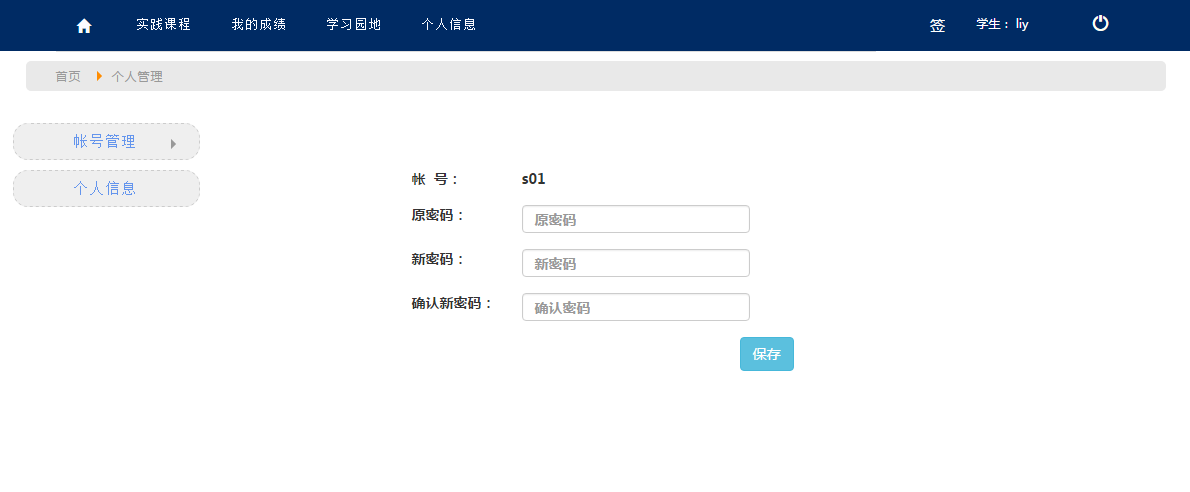 实践课程 我的成绩 学习园地 个人信息 签 学生：liy
首页 个人管理
帐号管理
个人信息
帐 号： s01
原密码： 原密码
新密码： 新密码
确认新密码： 确认密码
保存